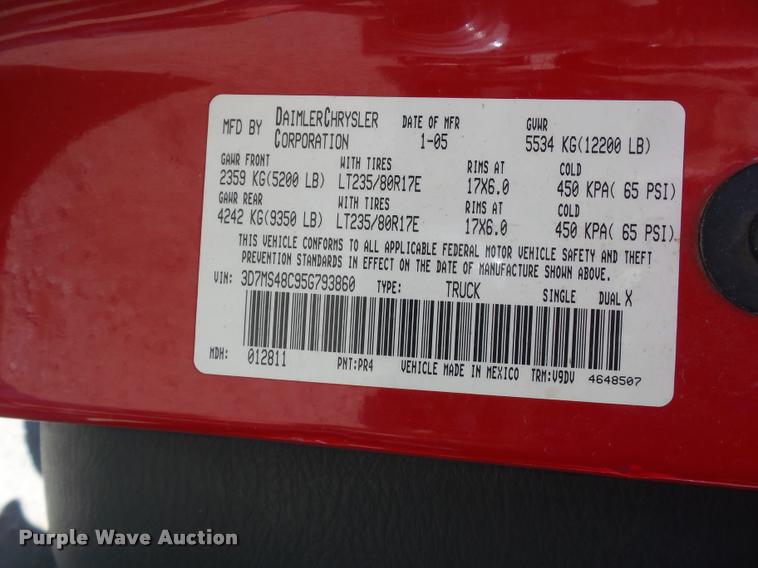 MFD BY DAIMLERCHRYSLER CORPORATION DATE OF MFR 1-05 GVWR 5534 KG(12200 LB)
GAWR FRONT WITH TIRES RIMS AT COLD
2359 KG(5200 LB) LT235/80R17E 17X6.0 450 KPA( 65 PSI)
GAWR REAR WITH TIRES RIMS AT COLD
4242 KG(9350 LB) LT235/80R17E 17X6.0 450 KPA( 65 PSI)
THIS VEHICLE CONFORMS TO ALL APPLICABLE FEDERAL MOTOR VEHICLE SAFETY AND THEFT
PREVENTION STANDARDS IN EFFECT ON THE DATE OF MANUFACTURE SHOWN ABOVE.
VIN: 3D7MS48C95G793860 TYPE: TRUCK SINGLE DUAL X
MDH: 012811 PNT:PR4 VEHICLE MADE IN MEXICO TRM:V9DV 4648507
Purple Wave Auction